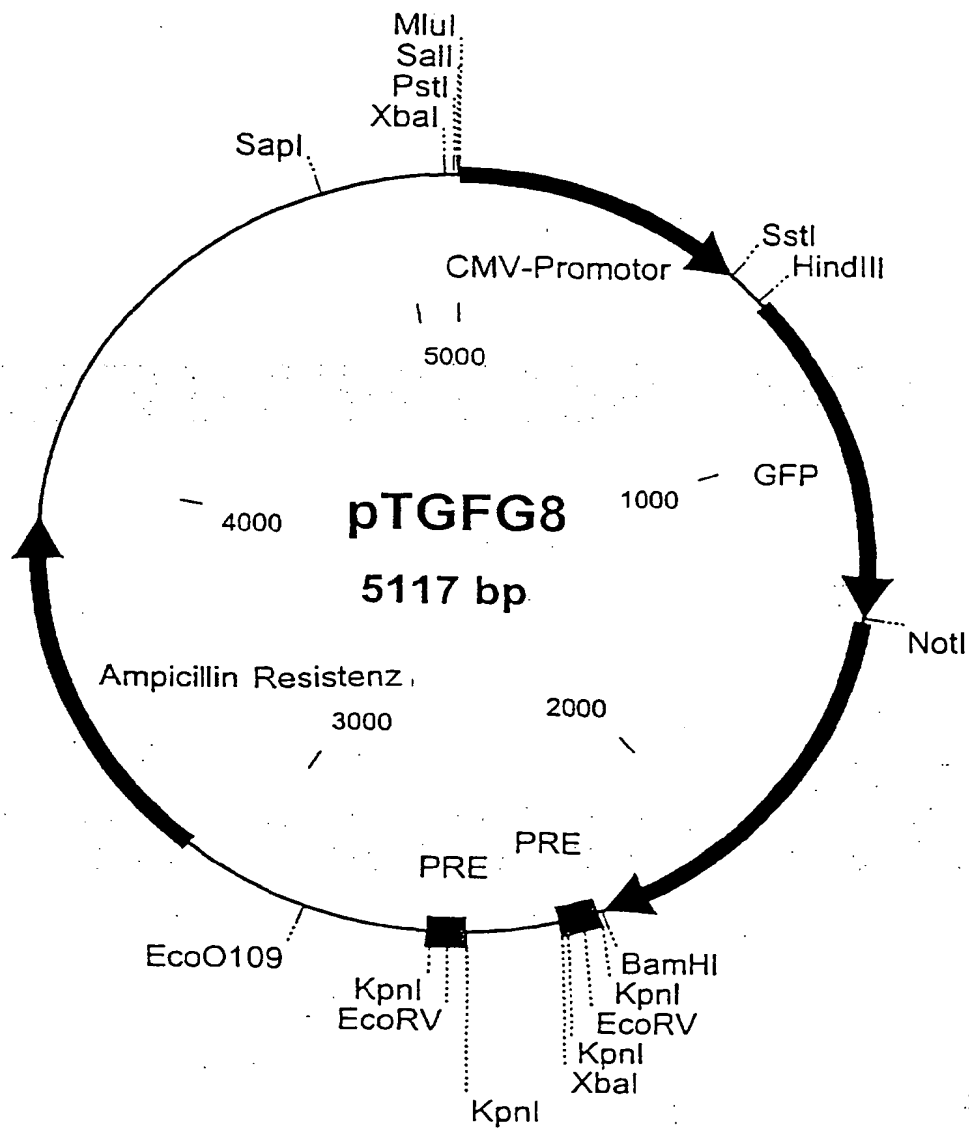 MluI
SalI
PstI
XbaI
SapI
SstI
HindIII
CMV-Promotor
5000
GFP
1000
4000
pTGFG8
5117 bp
NotI
Ampicillin Resistenz
2000
3000
PRE
PRE
EcoO109
BamHI
KpnI
KpnI
EcoRV
EcoRV
KpnI
XbaI
KpnI